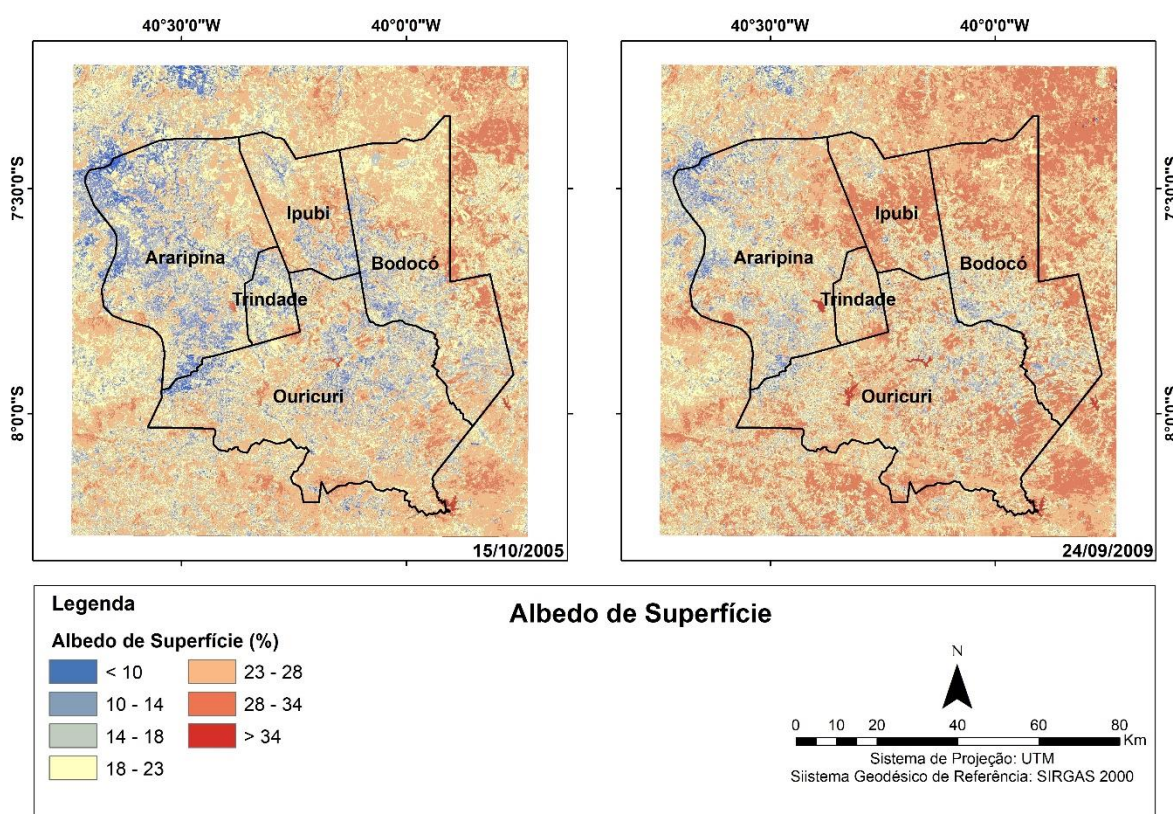 40°30'0"W 40°0'0"W 40°30'0"W 40°0'0"W
7°30'0"S
8°0'0"S
Ipubi
Araripina
Bodocó
Trindade
Ouricuri
15/10/2005
Ipubi
Araripina
Bodocó
Trindade
Ouricuri
24/09/2009
7°30'0"S
8°0'0"S
Legenda
Albedo de Superfície
Albedo de Superfície (%)
< 10
10 - 14
14 - 18
18 - 23
23 - 28
28 - 34
> 34
N
0 10 20 40 60 80
Km
Sistema de Projeção: UTM
Siistema Geodésico de Referência: SIRGAS 2000